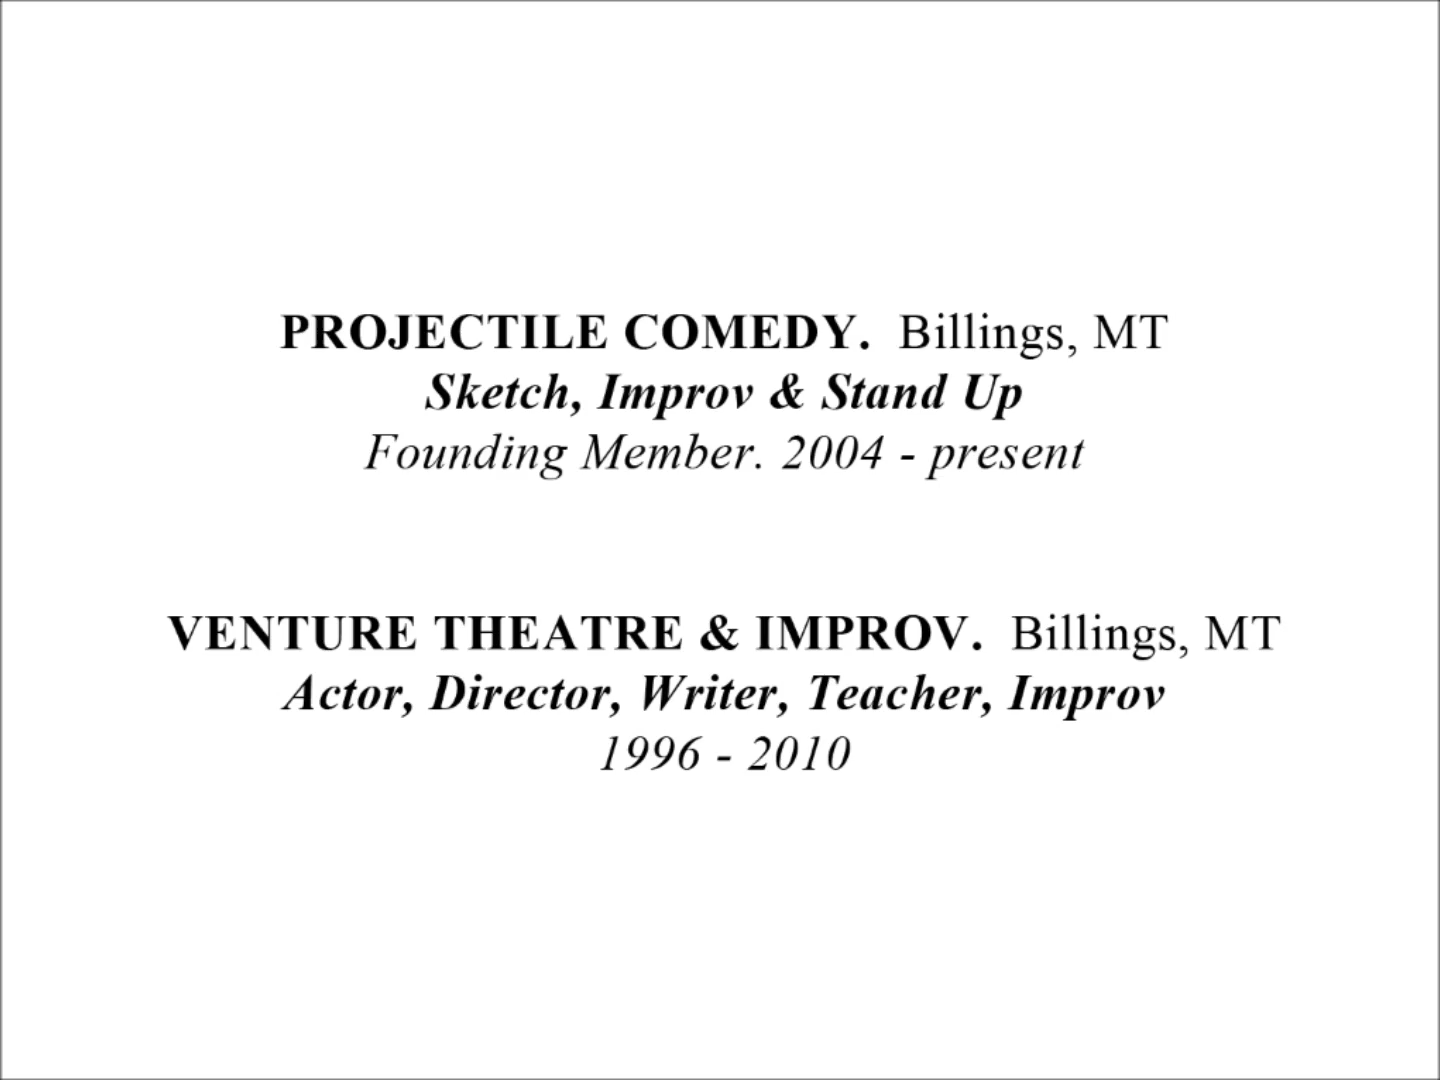 PROJECTILE COMEDY. Billings, MT
Sketch, Improv & Stand Up
Founding Member. 2004 - present
VENTURE THEATRE & IMPROV. Billings, MT
Actor, Director, Writer, Teacher, Improv
1996 - 2010